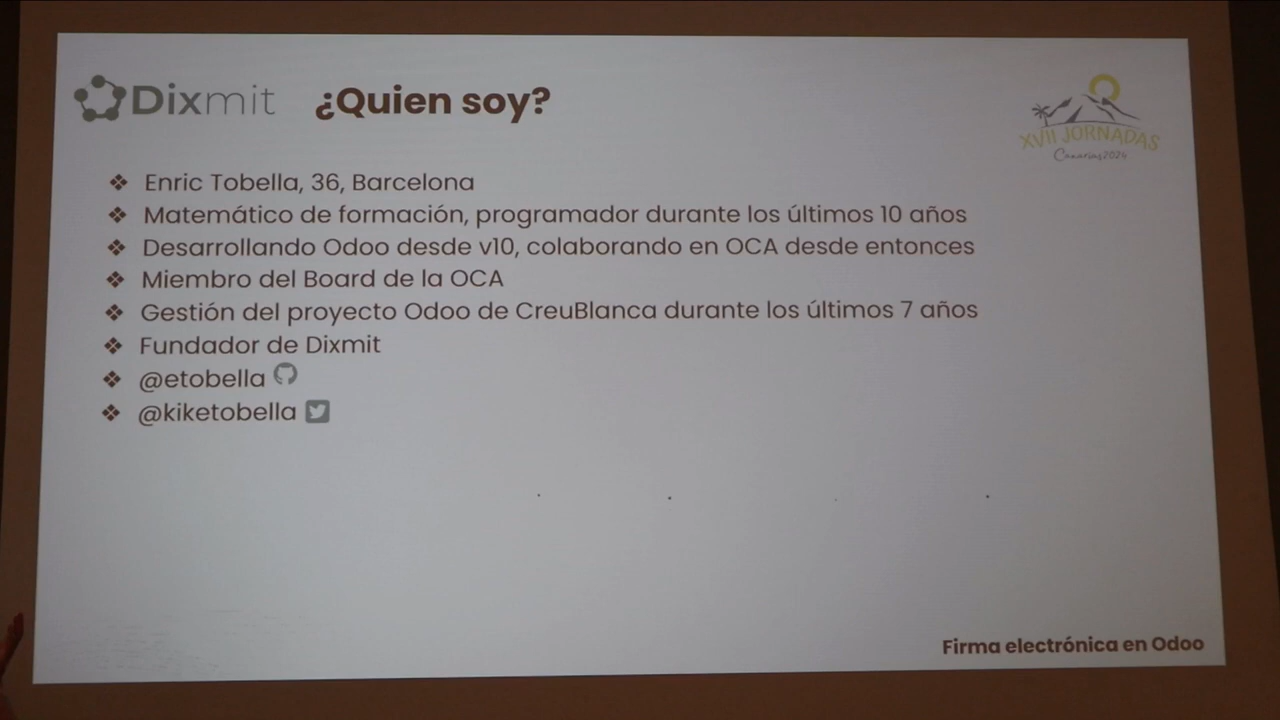 Dixmit ¿Quien soy?
XVII JORNADAS
Canarias2024
❖ Enric Tobella, 36, Barcelona
❖ Matemático de formación, programador durante los últimos 10 años
❖ Desarrollando Odoo desde v10, colaborando en OCA desde entonces
❖ Miembro del Board de la OCA
❖ Gestión del proyecto Odoo de CreuBlanca durante los últimos 7 años
❖ Fundador de Dixmit
❖ @etobella
❖ @kiketobella
Firma electrónica en Odoo